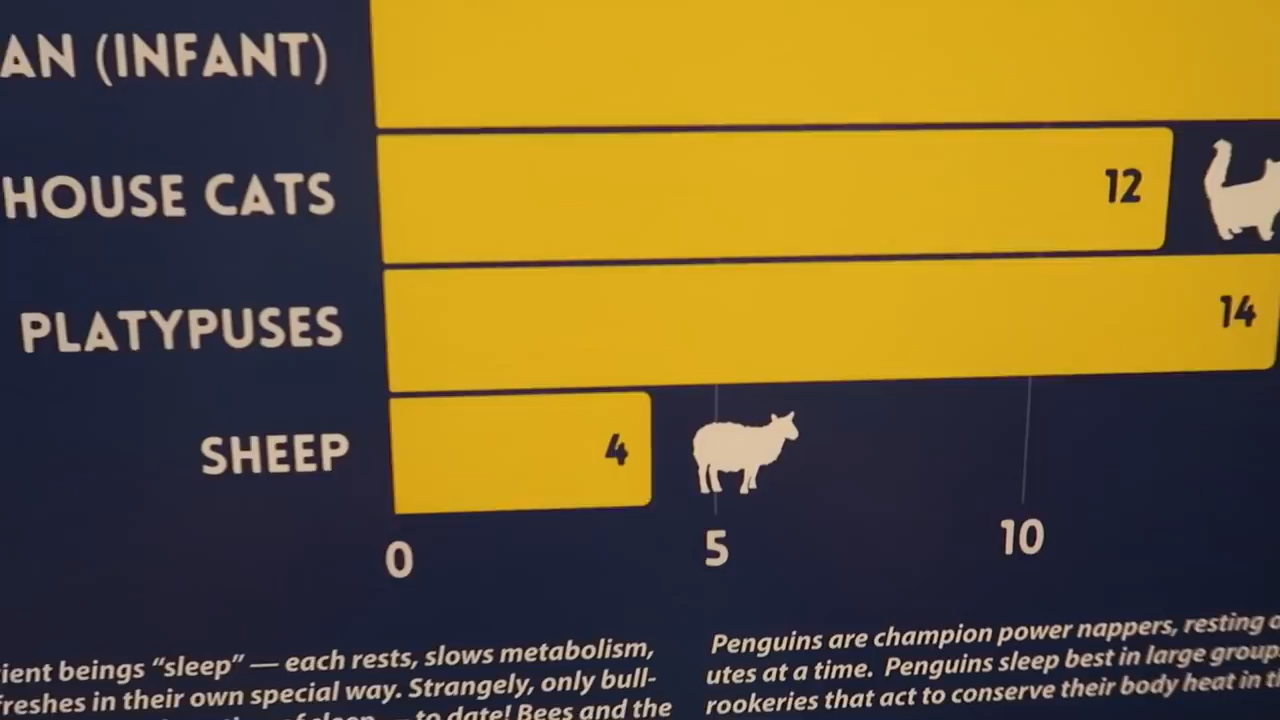 AN (INFANT)
HOUSE CATS
12
PLATYPUSES
14
SHEEP
4
0
5
10
ient beings “sleep” — each rests, slows metabolism,
freshes in their own special way. Strangely, only bull-
of sleep — to date! Bees and the
Penguins are champion power nappers, resting
utes at a time. Penguins sleep best in large group
rookeries that act to conserve their body heat in